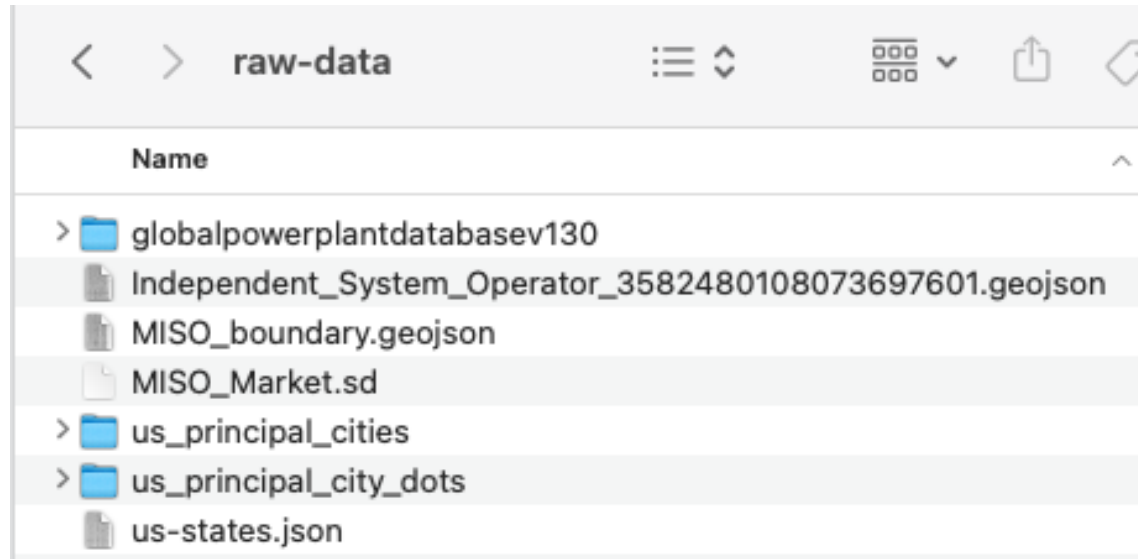 raw-data
Name
globalpowerplantdatabasev130
Independent_System_Operator_3582480108073697601.geojson
MISO_boundary.geojson
MISO_Market.sd
us_principal_cities
us_principal_city_dots
us-states.json